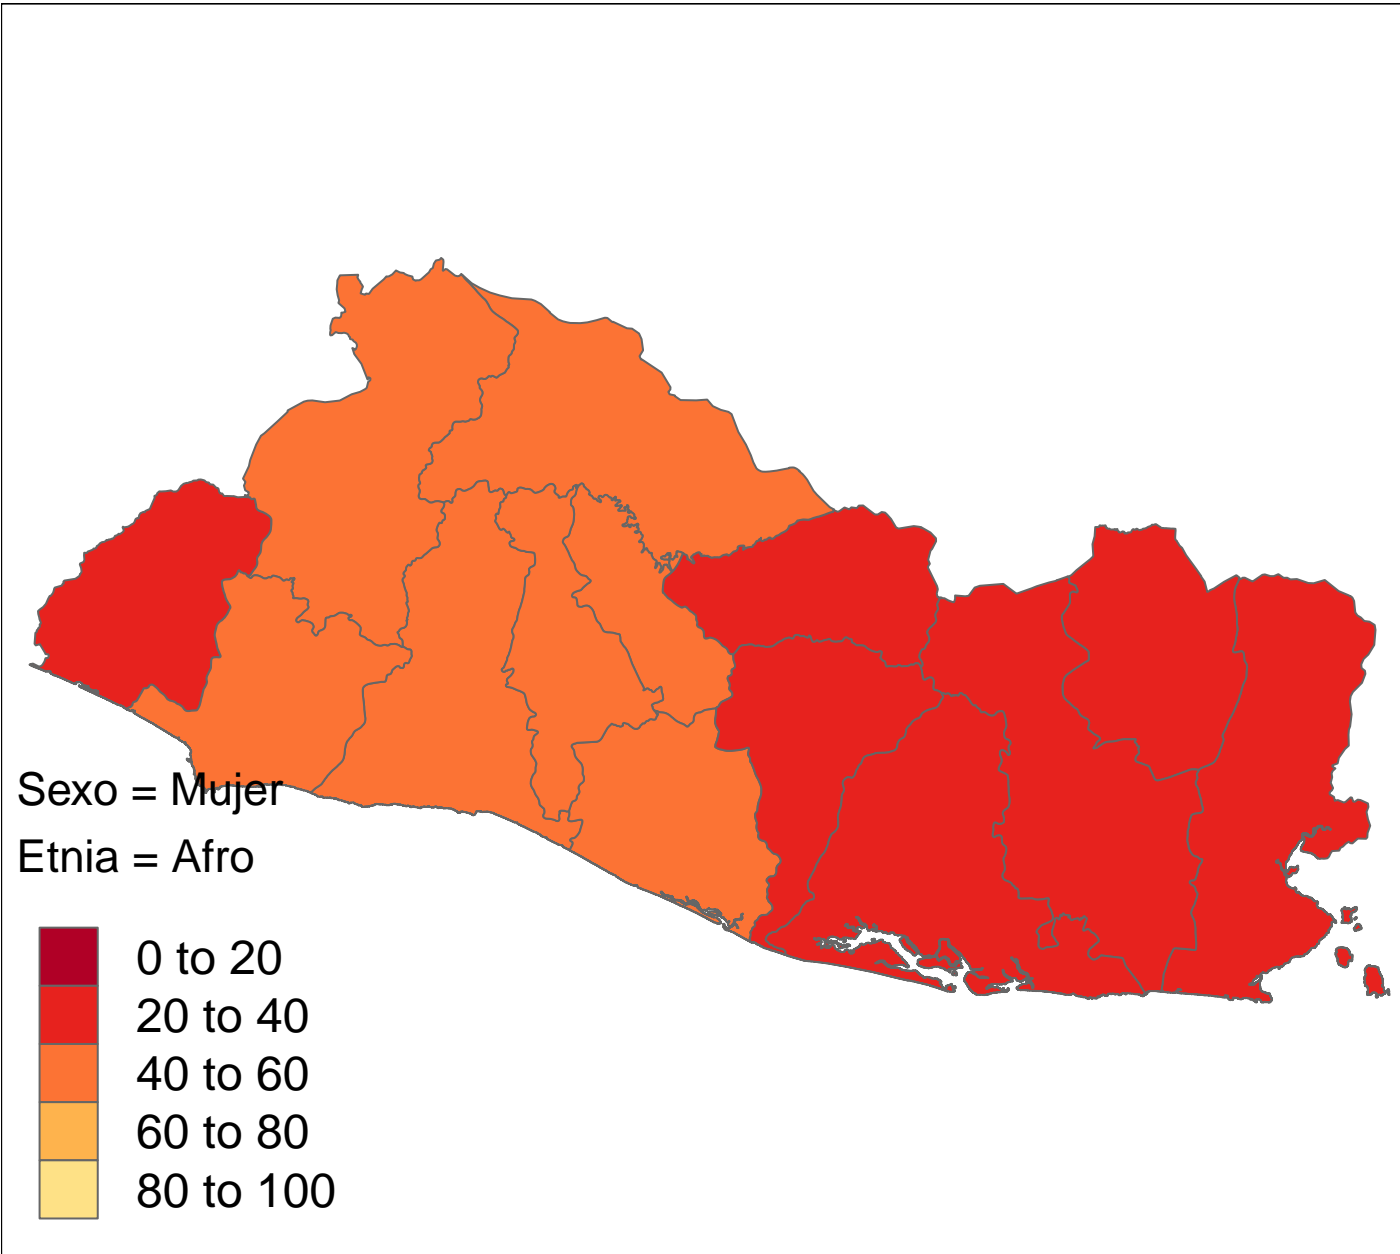 Sexo = Mujer
Etnia = Afro
0 to 20
20 to 40
40 to 60
60 to 80
80 to 100